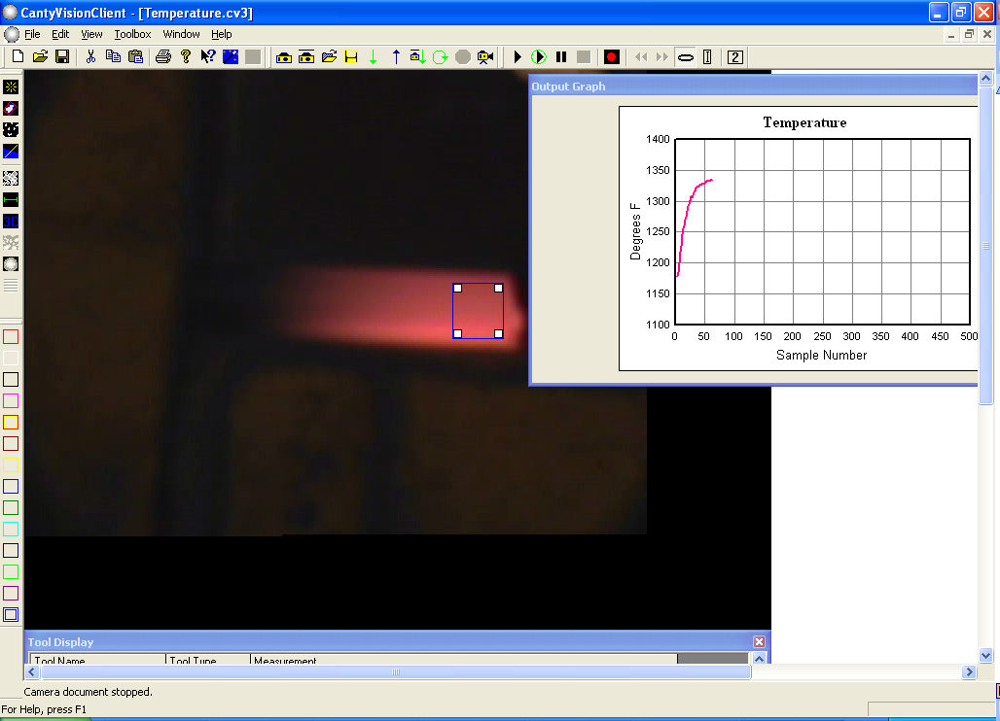 CantyVisionClient - [Temperature.cv3]
File Edit View Toolbox Window Help
2
3D
Output Graph
Temperature
1400
1350
1300
1250
1200
1150
1100
Degrees F
0 50 100 150 200 250 300 350 400 450 500
Sample Number
Tool Display
Tool Name Tool Type Measurement
Camera document stopped.
For Help, press F1